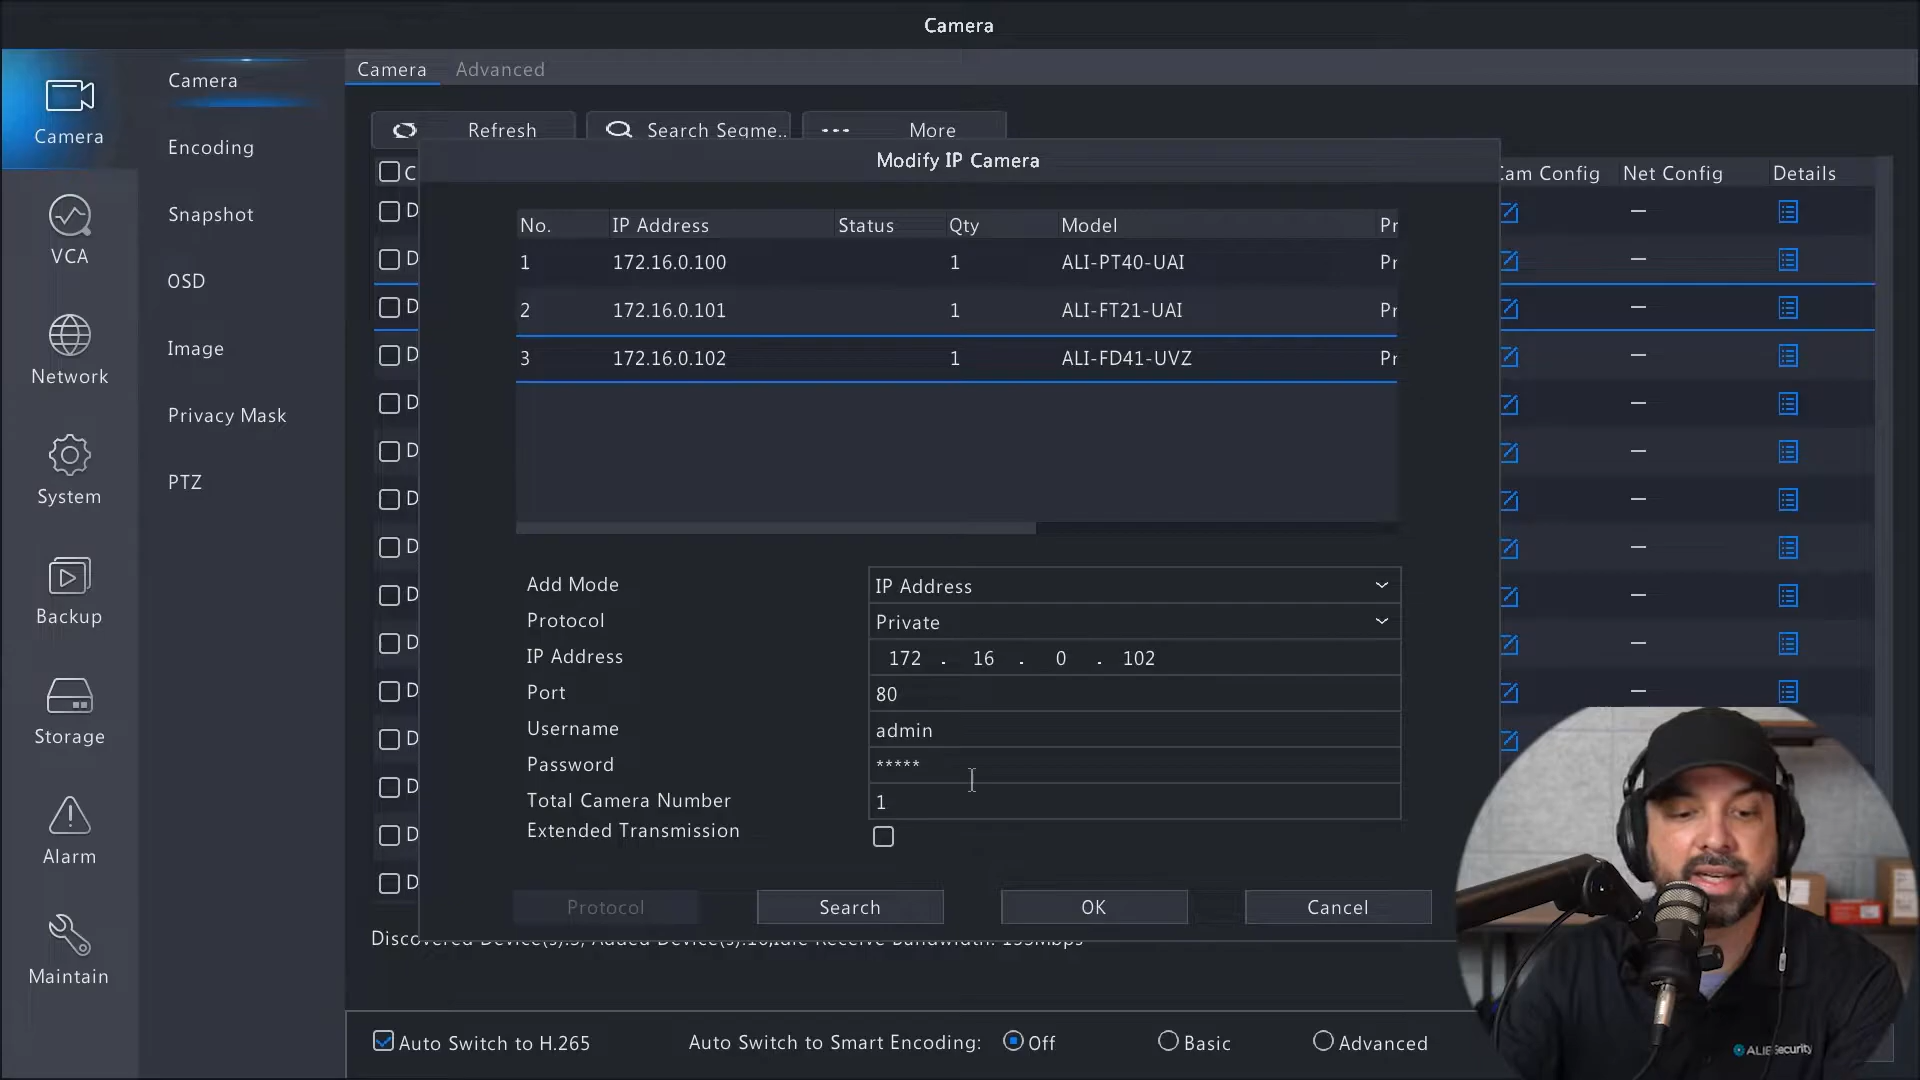 Camera
Camera
VCA
Network
System
Backup
Storage
Alarm
Maintain
Camera
Encoding
Snapshot
OSD
Image
Privacy Mask
PTZ
Camera Advanced
Refresh Search Segme.. More
Cam Config Net Config Details
Modify IP Camera
No. IP Address Status Qty Model Pr
1 172.16.0.100 1 ALI-PT40-UAI Pr
2 172.16.0.101 1 ALI-FT21-UAI Pr
3 172.16.0.102 1 ALI-FD41-UVZ Pr
Add Mode IP Address
Protocol Private
IP Address 172 . 16 . 0 . 102
Port 80
Username admin
Password *****
Total Camera Number 1
Extended Transmission
Protocol Search OK Cancel
Auto Switch to H.265 Auto Switch to Smart Encoding: Off Basic Advanced